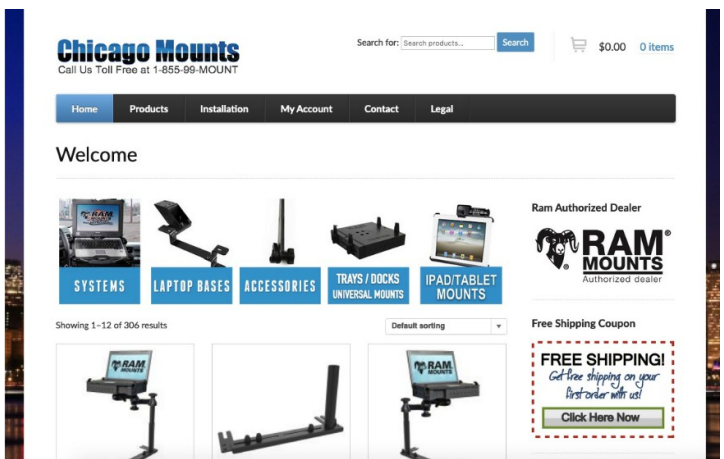 Chicago Mounts
Call Us Toll Free at 1-855-99-MOUNT
Search for: Search products... Search
$0.00 0 items
Home Products Installation My Account Contact Legal
Welcome
RAM
MOUNTS
SYSTEMS
LAPTOP BASES
ACCESSORIES
TRAYS / DOCKS
UNIVERSAL MOUNTS
IPAD/TABLET
MOUNTS
Ram Authorized Dealer
RAM®
MOUNTS
Authorized dealer
Showing 1–12 of 306 results
Default sorting
Free Shipping Coupon
FREE SHIPPING!
Get free shipping on your
first order with us!
Click Here Now
RAM
MOUNTS
RAM
MOUNTS